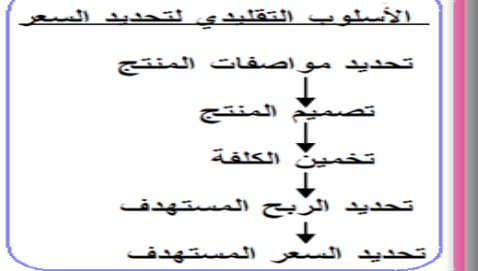 الأسلوب التقليدي لتحديد السعر
تحديد مواصفات المنتج
تصميم المنتج
تخمين الكلفة
تحديد الربح المستهدف
تحديد السعر المستهدف